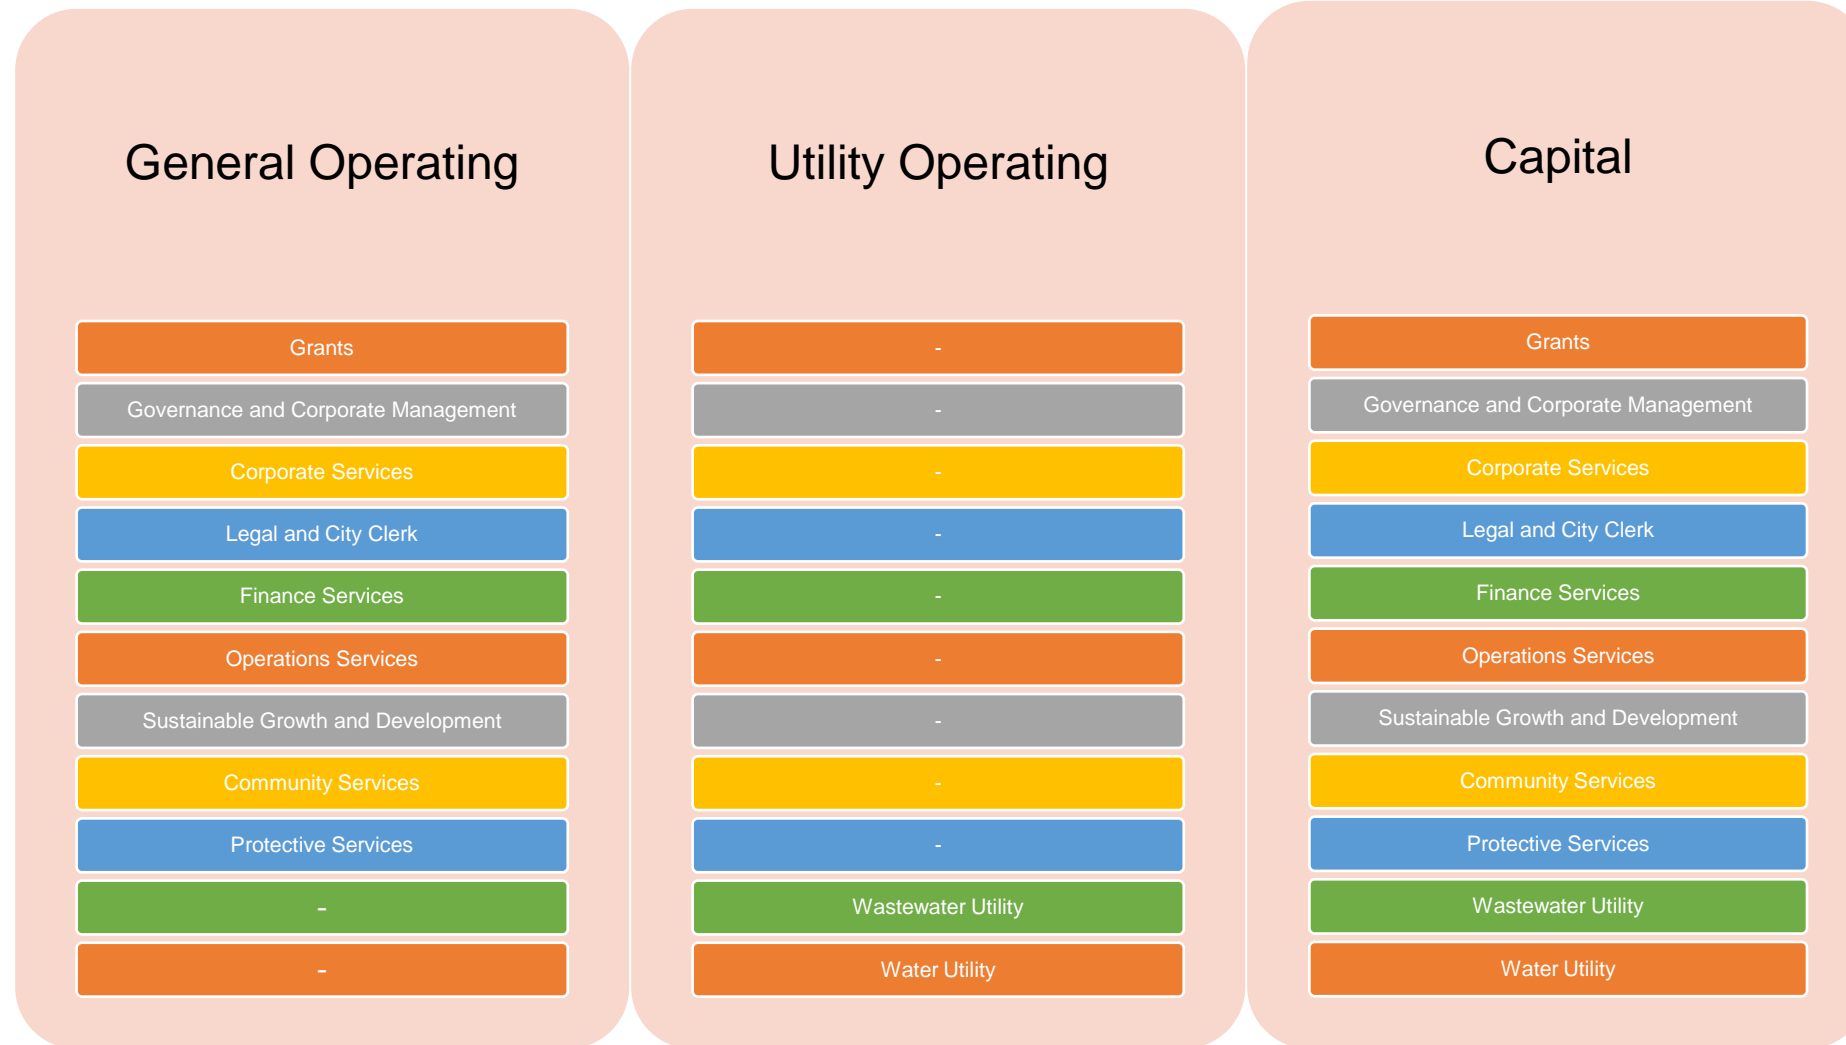 General Operating
Grants
Governance and Corporate Management
Corporate Services
Legal and City Clerk
Finance Services
Operations Services
Sustainable Growth and Development
Community Services
Protective Services
-
-
Utility Operating
-
-
-
-
-
-
-
-
-
Wastewater Utility
Water Utility
Capital
Grants
Governance and Corporate Management
Corporate Services
Legal and City Clerk
Finance Services
Operations Services
Sustainable Growth and Development
Community Services
Protective Services
Wastewater Utility
Water Utility